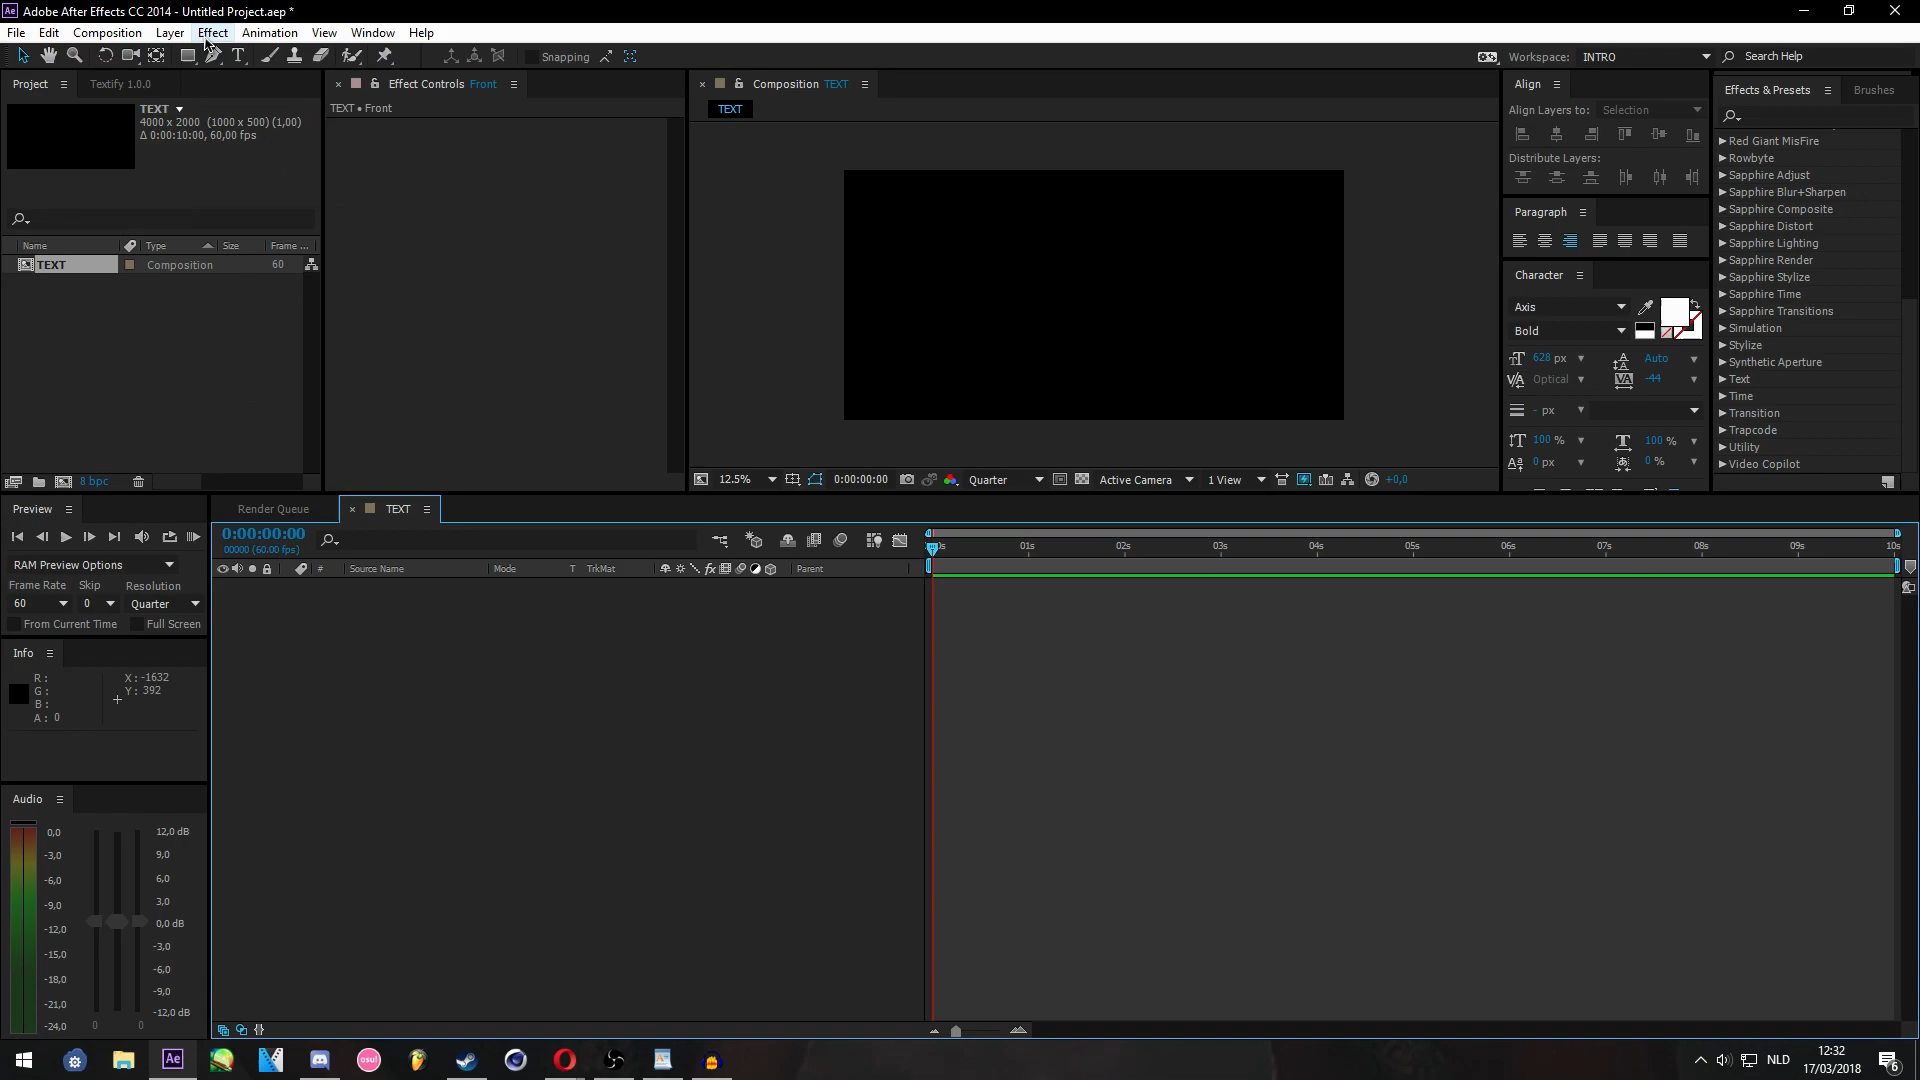 Adobe After Effects CC 2014 - Untitled Project.aep *
File Edit Composition Layer Effect Animation View Window Help
Snapping
Workspace: INTRO
Search Help
Project
Textify 1.0.0
TEXT
4000 x 2000 (1000 x 500) (1,00)
Δ 0:00:10:00, 60,00 fps
Name Type Size Frame ...
TEXT Composition 60
8 bpc
Effect Controls Front
TEXT • Front
Composition TEXT
TEXT
12.5% 0:00:00:00 Quarter Active Camera 1 View +0,0
Align
Align Layers to: Selection
Distribute Layers:
Paragraph
Character
Axis
Bold
628 px Auto
Optical -44
- px
100 % 100 %
0 px 0 %
Effects & Presets Brushes
Red Giant MisFire
Rowbyte
Sapphire Adjust
Sapphire Blur+Sharpen
Sapphire Composite
Sapphire Distort
Sapphire Lighting
Sapphire Render
Sapphire Stylize
Sapphire Time
Sapphire Transitions
Simulation
Stylize
Synthetic Aperture
Text
Time
Transition
Trapcode
Utility
Video Copilot
Preview
RAM Preview Options
Frame Rate Skip Resolution
60 0 Quarter
From Current Time Full Screen
Info
R:
G:
B:
A: 0
X: -1632
Y: 392
Audio
0,0
-3,0
-6,0
-9,0
-12,0
-15,0
-18,0
-21,0
-24,0
12,0 dB
9,0
6,0
3,0
0,0 dB
-3,0
-6,0
-9,0
-12,0 dB
0 0
Render Queue
TEXT
0:00:00:00
00000 (60.00 fps)
# Source Name Mode T TrkMat Parent
0s 01s 02s 03s 04s 05s 06s 07s 08s 09s 10s
Ae
osu!
NLD
12:32
17/03/2018
6